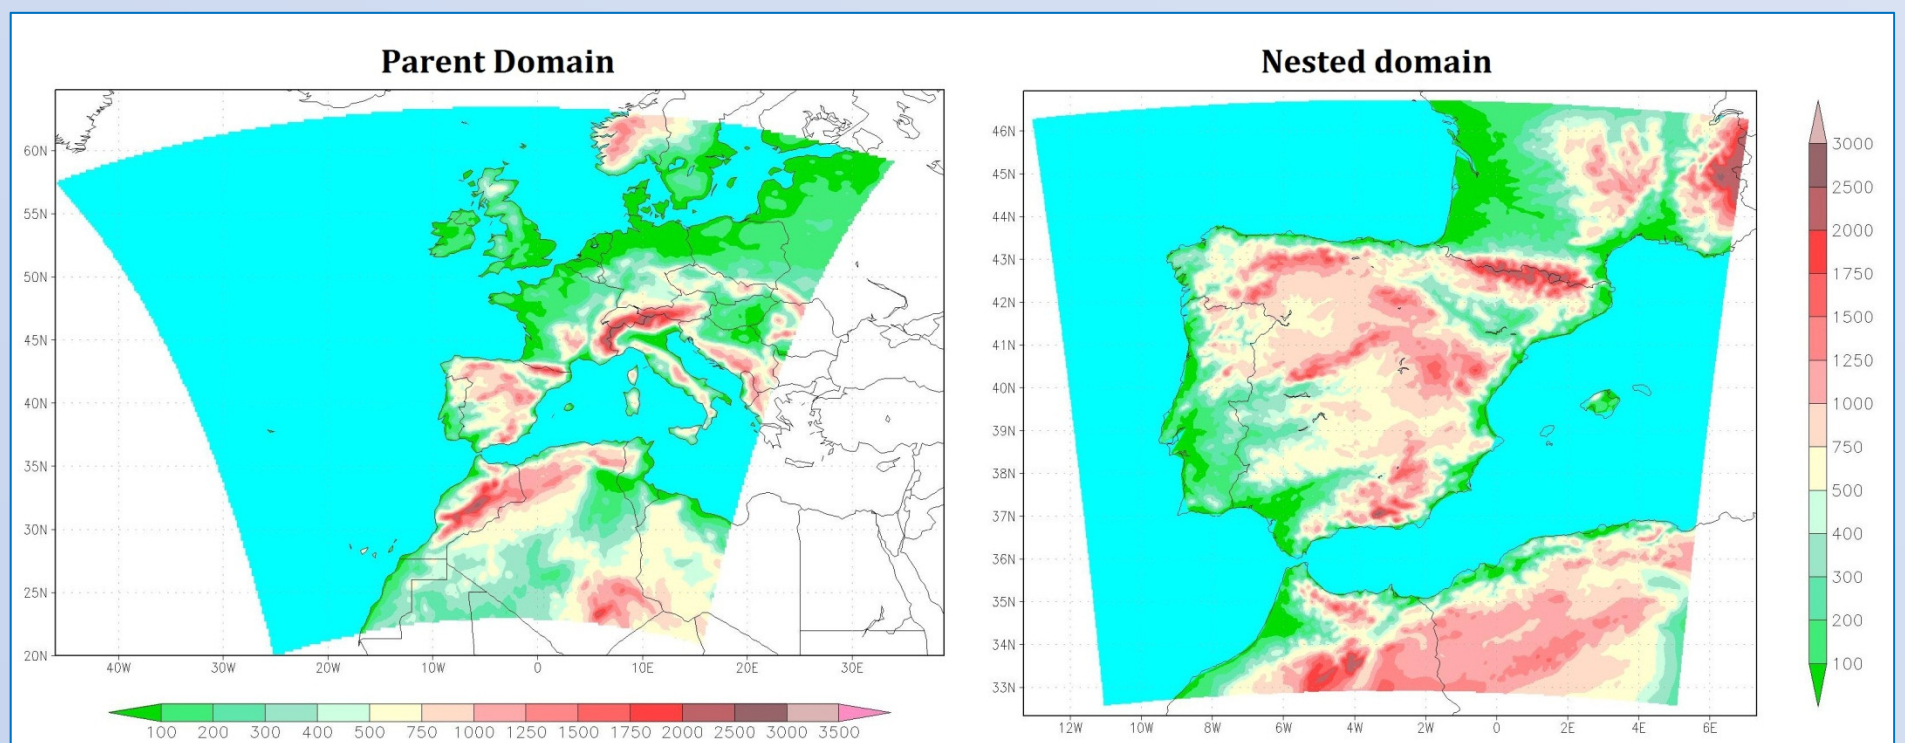 Parent Domain
60N
55N
50N
45N
40N
35N
30N
25N
20N
40W 30W 20W 10W 0 10E 20E 30E
100 200 300 400 500 750 1000 1250 1500 1750 2000 2500 3000 3500
Nested domain
46N
45N
44N
43N
42N
41N
40N
39N
38N
37N
36N
35N
34N
33N
12W 10W 8W 6W 4W 2W 0 2E 4E 6E
3000
2500
2000
1750
1500
1250
1000
750
500
400
300
200
100